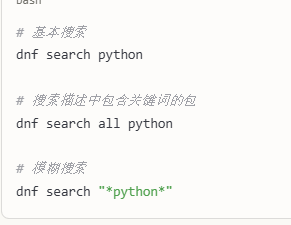 Bash
# 基本搜索
dnf search python
# 搜索描述中包含关键词的包
dnf search all python
# 模糊搜索
dnf search "*python*"